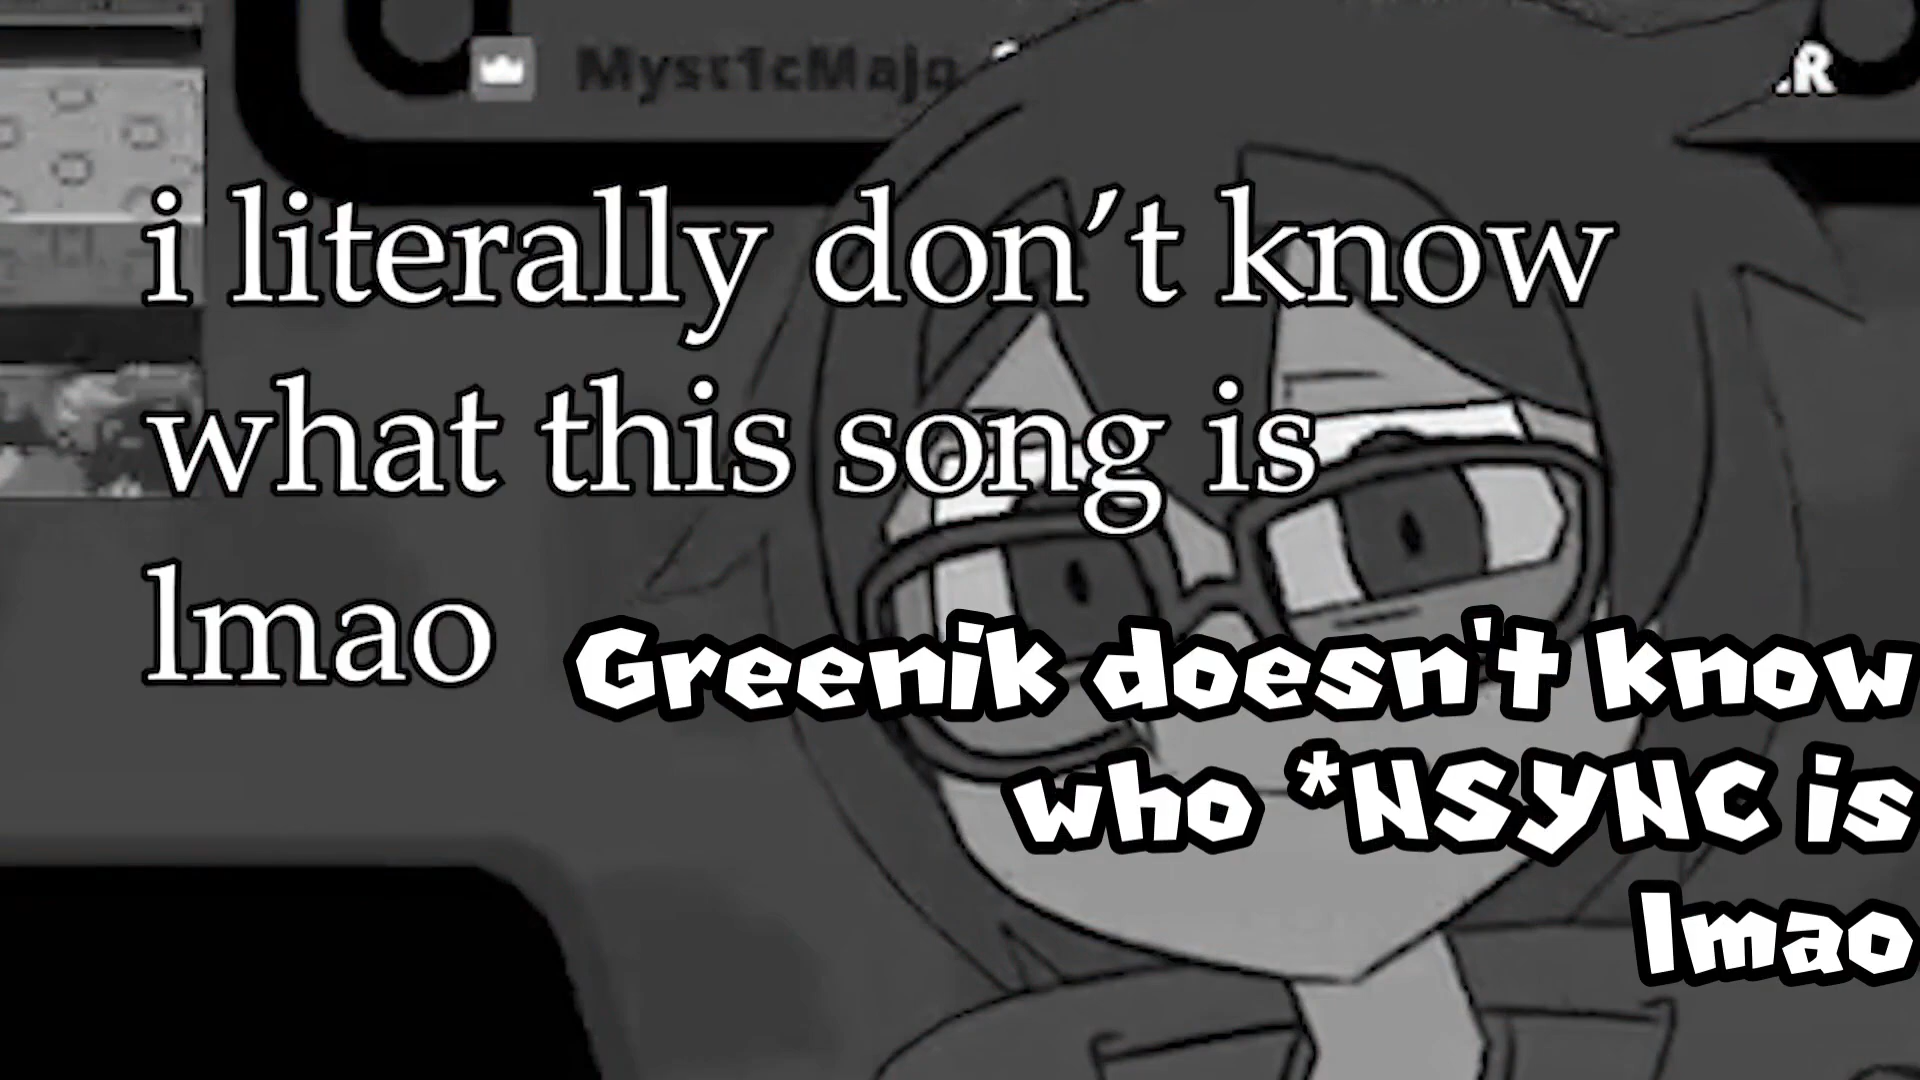 i literally don't know
what this song is
lmao
Greenik doesn't know
who *NSYNC is
lmao